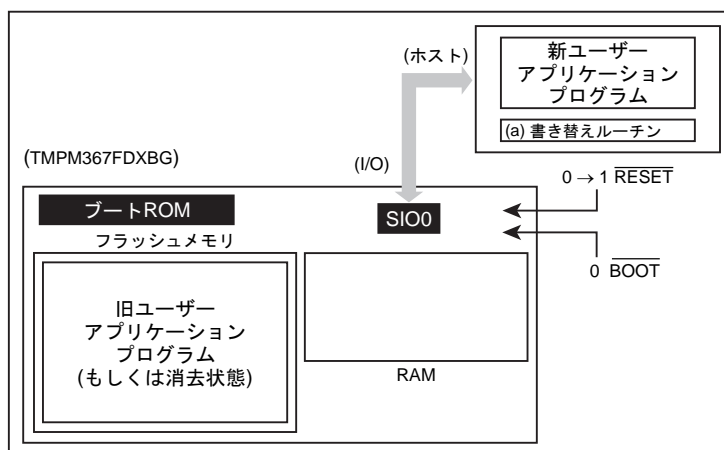 (ホスト)
新ユーザー
アプリケーション
プログラム
(a) 書き替えルーチン
(TMPM367FDXBG)
(I/O)
0 → 1 RESET
ブートROM
SIO0
フラッシュメモリ
0 BOOT
旧ユーザー
アプリケーション
プログラム
(もしくは消去状態)
RAM